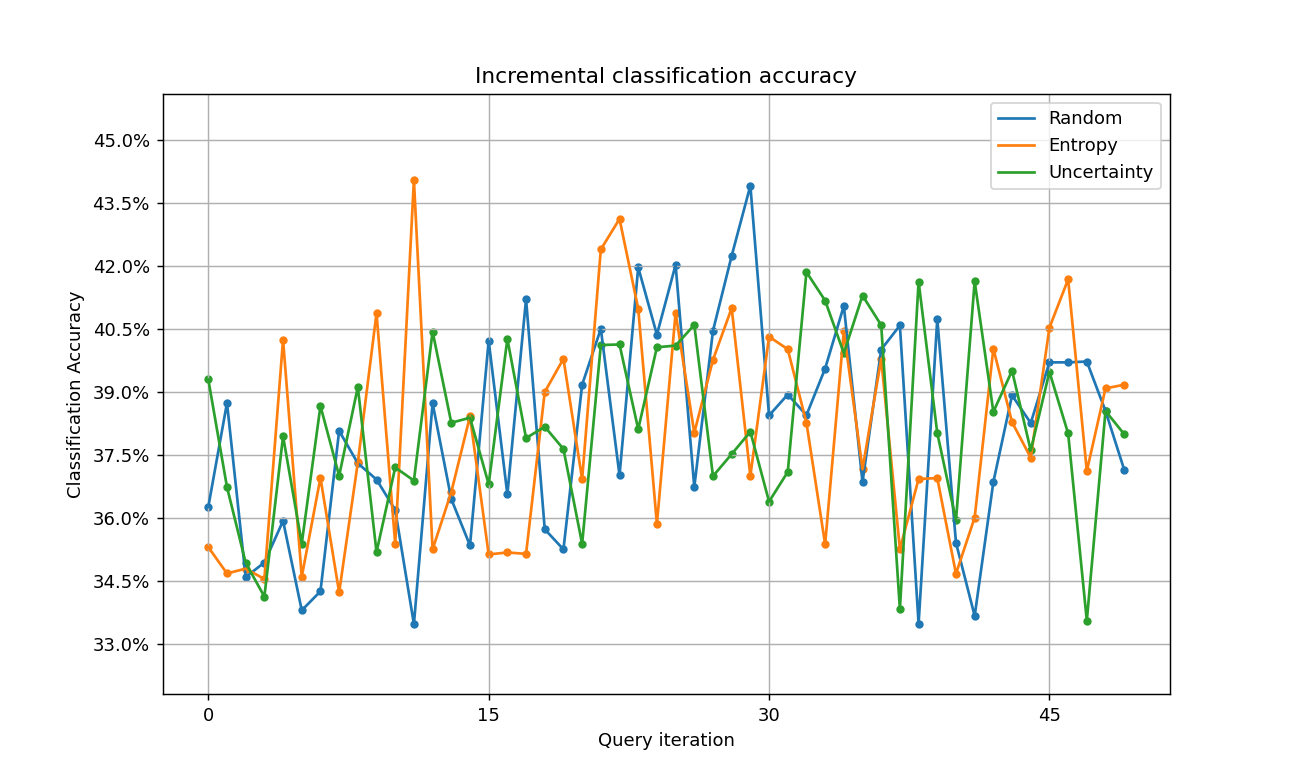 Incremental classification accuracy
Random
Entropy
Uncertainty
Classification Accuracy
45.0%
43.5%
42.0%
40.5%
39.0%
37.5%
36.0%
34.5%
33.0%
0 15 30 45
Query iteration